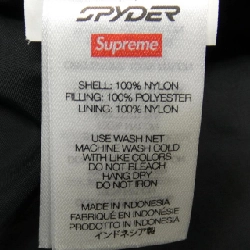 SPYDER
Supreme
SHELL: 100% NYLON
FILLING: 100% POLYESTER
LINING: 100% NYLON
USE WASH NET
MACHINE WASH COLD
WITH LIKE COLORS
DO NOT BLEACH
HANG DRY
DO NOT IRON
MADE IN INDONESIA
FABRIQUÉ EN INDONÉSIE
HECHO EN INDONESIA
インドネシア製